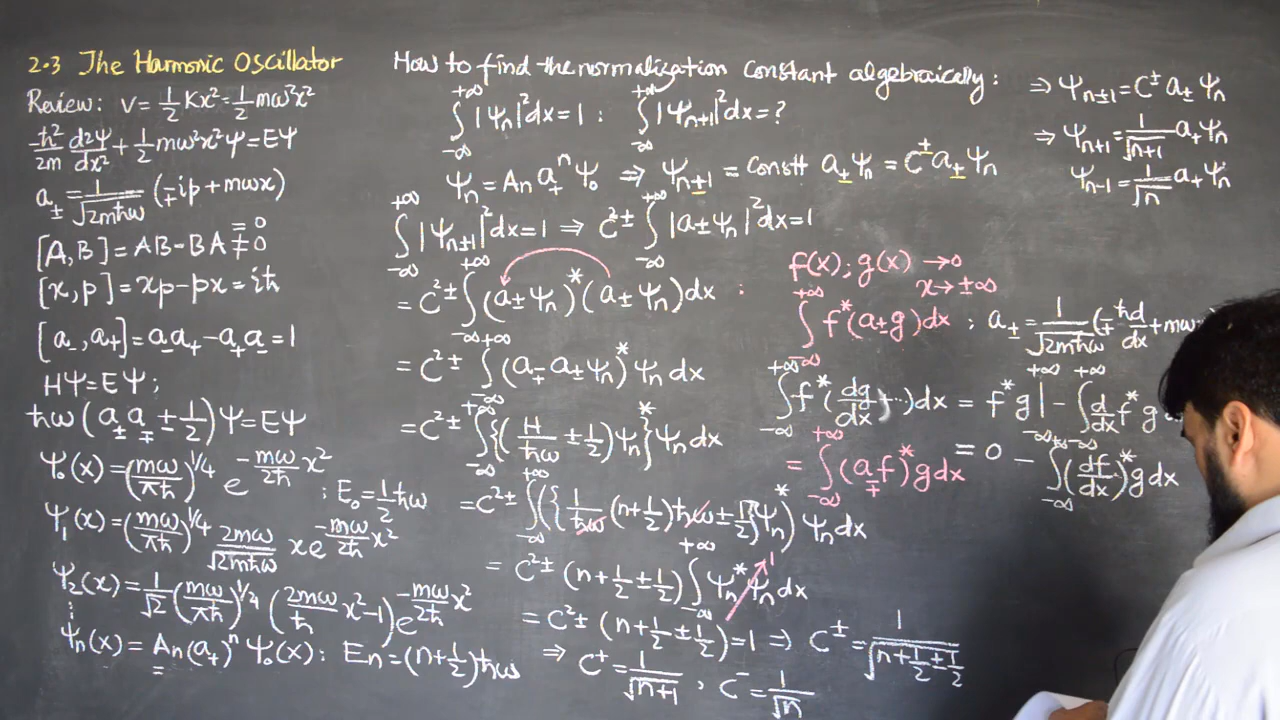 2.3 The Harmonic Oscillator
Review: V = 1/2 Kx² = 1/2 mω²x²
-ℏ²/2m d²Ψ/dx² + 1/2 mω²x²Ψ = EΨ
a± = 1/√2mℏω (∓ip + mωx)
[A,B] = AB - BA = 0 ≠ 0
[x,p] = xp - px = iℏ
[a₋, a₊] = a₋a₊ - a₊a₋ = 1
HΨ = EΨ ;
ℏω (a± a∓ ± 1/2) Ψ = EΨ
Ψ₀(x) = (mω/πℏ)^1/4 e^(-mω/2ℏ x²) ; E₀ = 1/2 ℏω
Ψ₁(x) = (mω/πℏ)^1/4 2mω/√2mℏω x e^(-mω/2ℏ x²)
Ψ₂(x) = 1/√2 (mω/πℏ)^1/4 (2mω/ℏ x² - 1) e^(-mω/2ℏ x²)
⋮
Ψn(x) = An (a₊)ⁿ Ψ₀(x) : En = (n + 1/2) ℏω
How to find the normalization constant algebraically :
∫_{-∞}^{+∞} |Ψn|² dx = 1 : ∫_{-∞}^{+∞} |Ψn+1|² dx = ?
Ψn = An a₊ⁿ Ψ₀ ⇒ Ψn±1 = Constt a± Ψn = C± a± Ψn
∫_{-∞}^{+∞} |Ψn±1|² dx = 1 ⇒ C²± ∫_{-∞}^{+∞} |a± Ψn|² dx = 1
= C²± ∫_{-∞}^{+∞} (a± Ψn)* (a± Ψn) dx :
= C²± ∫_{-∞}^{+∞} (a∓ a± Ψn)* Ψn dx
= C²± ∫_{-∞}^{+∞} {(H/ℏω ± 1/2) Ψn}* Ψn dx
= C²± ∫_{-∞}^{+∞} ({1/ℏω (n + 1/2) ℏω ± 1/2} Ψn)* Ψn dx
= C²± (n + 1/2 ± 1/2) ∫_{-∞}^{+∞} Ψn* Ψn dx 1
= C²± (n + 1/2 ± 1/2) = 1 ⇒ C± = 1/√(n + 1/2 ± 1/2)
⇒ C⁺ = 1/√(n+1) , C⁻ = 1/√n
⇒ Ψn±1 = C± a± Ψn
⇒ Ψn+1 = 1/√(n+1) a₊ Ψn
Ψn-1 = 1/√n a₊ Ψn
f(x) ; g(x) → 0
x → ±∞
∫_{-∞}^{+∞} f* (a± g) dx ; a± = 1/√2mℏω (∓ ℏd/dx + mω
∫_{-∞}^{+∞} f* (dg/dx + ··) dx = f* g |_{-∞}^{+∞} - ∫_{-∞}^{+∞} d/dx f* g
= 0 - ∫_{-∞}^{+∞} (df/dx)* g dx
= ∫_{-∞}^{+∞} (a∓ f)* g dx